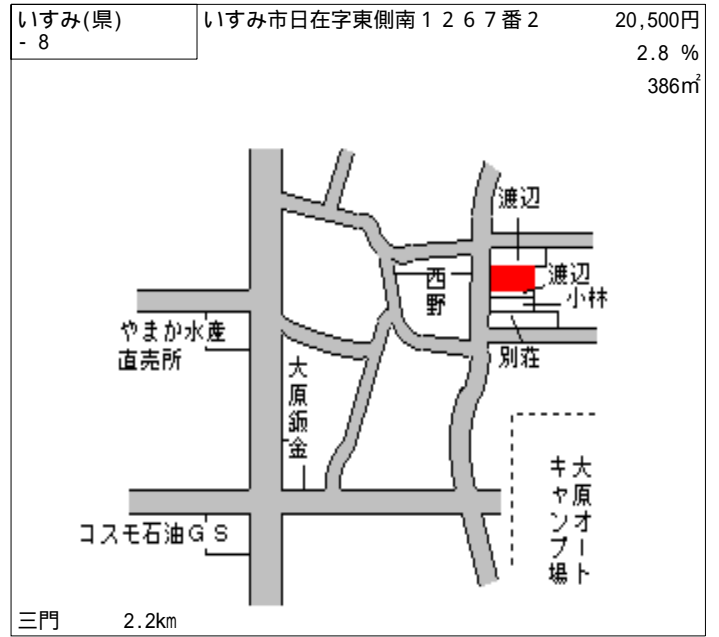 いすみ(県)
- 8
いすみ市日在字東側南1267番2
20,500円
2.8 %
386㎡
渡辺
西野
渡辺
小林
別荘
やまか水産
直売所
大原鈑金
大原オート
キャンプ場
コスモ石油GS
三門 2.2km